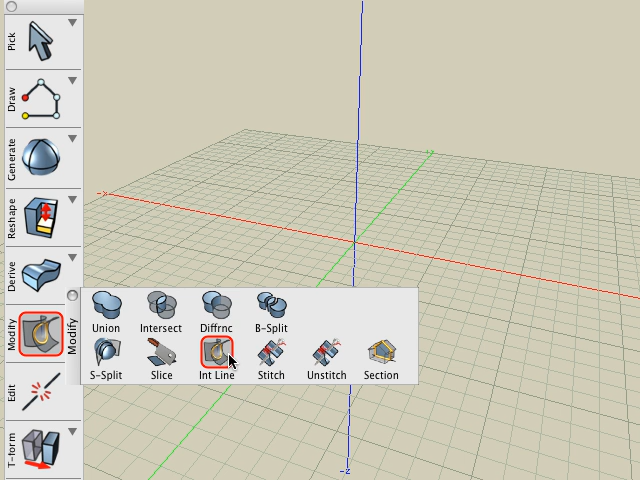 Pick
Draw
Generate
Reshape
Derive
Modify
Edit
T-form
Modify
Union Intersect Diffrnc B-Split
S-Split Slice Int Line Stitch Unstitch Section
-x
+y
-z